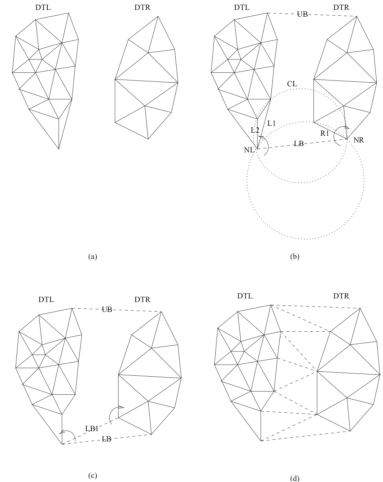 DTL DTR
(a)
DTL DTR
UB
CL
L1
L2
R1
LB
NL NR
(b)
DTL DTR
UB
LB1
LB
(c)
DTL DTR
(d)